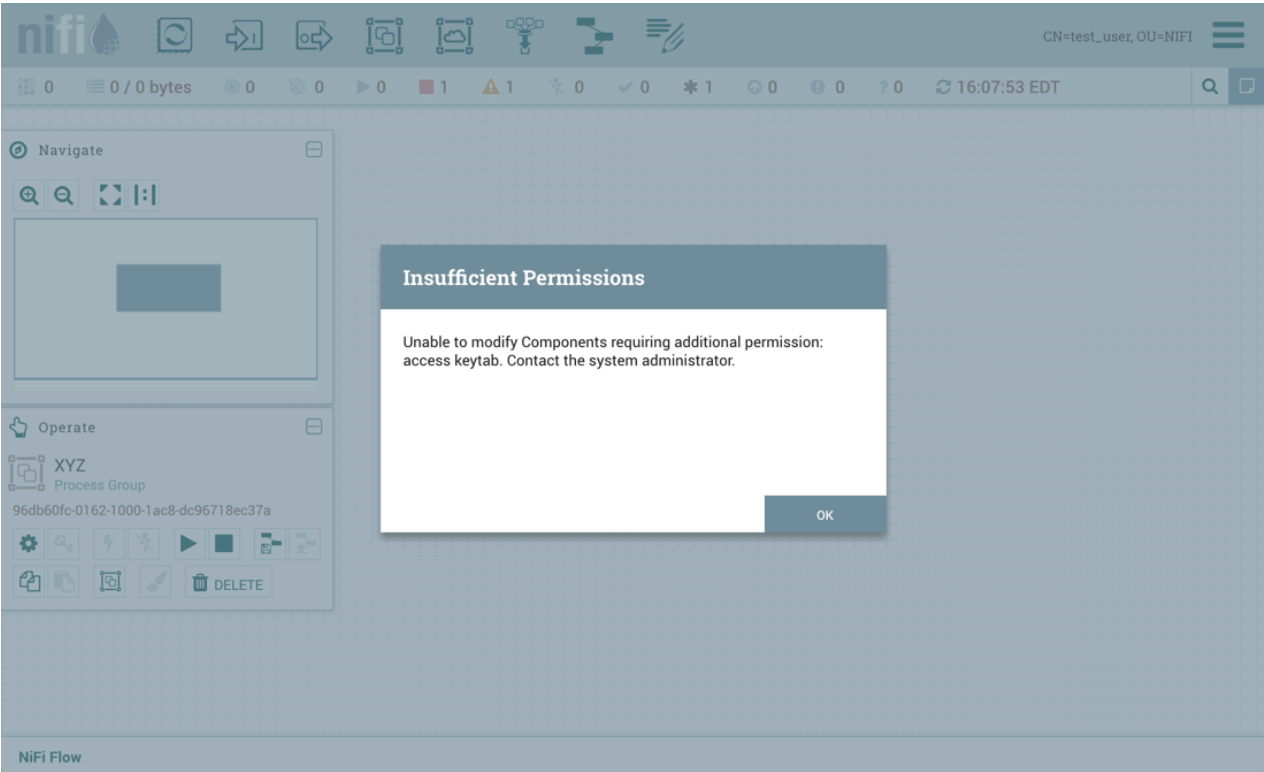 nifi
CN=test_user, OU=NIFI
0 0 / 0 bytes 0 0 0 1 1 0 0 1 0 0 ? 0 16:07:53 EDT
Navigate
Insufficient Permissions
Unable to modify Components requiring additional permission:
access keytab. Contact the system administrator.
OK
Operate
XYZ
Process Group
96db60fc-0162-1000-1ac8-dc96718ec37a
DELETE
NiFi Flow